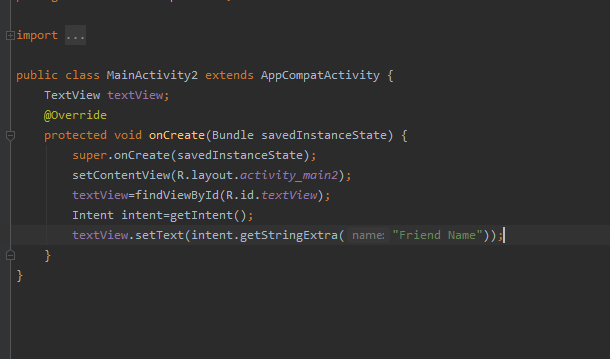 import ...
public class MainActivity2 extends AppCompatActivity {
TextView textView;
@Override
protected void onCreate(Bundle savedInstanceState) {
super.onCreate(savedInstanceState);
setContentView(R.layout.activity_main2);
textView=findViewById(R.id.textView);
Intent intent=getIntent();
textView.setText(intent.getStringExtra( name: "Friend Name"));
}
}